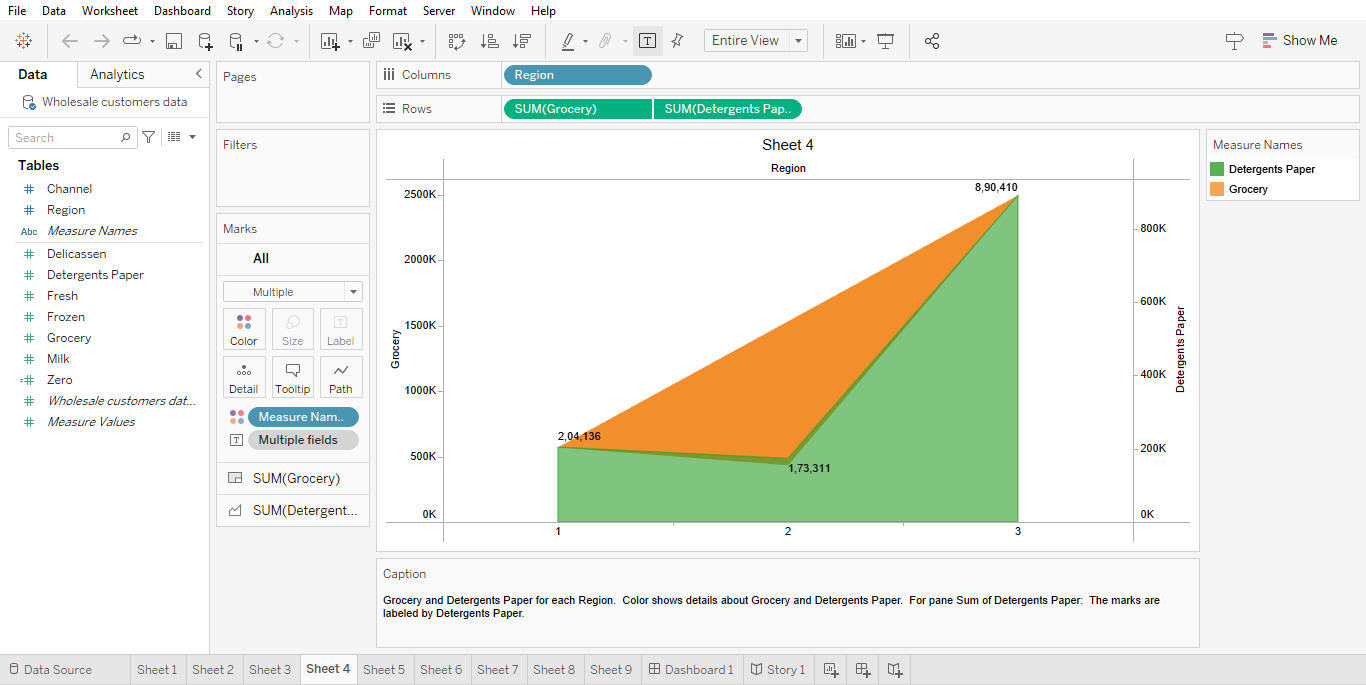 File Data Worksheet Dashboard Story Analysis Map Format Server Window Help
Entire View
Show Me
Data Analytics
Wholesale customers data
Search
Tables
Channel
Region
Abc Measure Names
Delicassen
Detergents Paper
Fresh
Frozen
Grocery
Milk
Zero
Wholesale customers dat...
Measure Values
Pages
Filters
Marks
All
Multiple
Color Size Label
Detail Tooltip Path
Measure Nam..
Multiple fields
SUM(Grocery)
SUM(Detergent...
Columns Region
Rows SUM(Grocery) SUM(Detergents Pap..
Sheet 4
Region
2500K
2000K
1500K
1000K
500K
0K
Grocery
8,90,410
2,04,136
1,73,311
1 2 3
800K
600K
400K
200K
0K
Detergents Paper
Measure Names
Detergents Paper
Grocery
Caption
Grocery and Detergents Paper for each Region. Color shows details about Grocery and Detergents Paper. For pane Sum of Detergents Paper: The marks are
labeled by Detergents Paper.
Data Source Sheet 1 Sheet 2 Sheet 3 Sheet 4 Sheet 5 Sheet 6 Sheet 7 Sheet 8 Sheet 9 Dashboard 1 Story 1